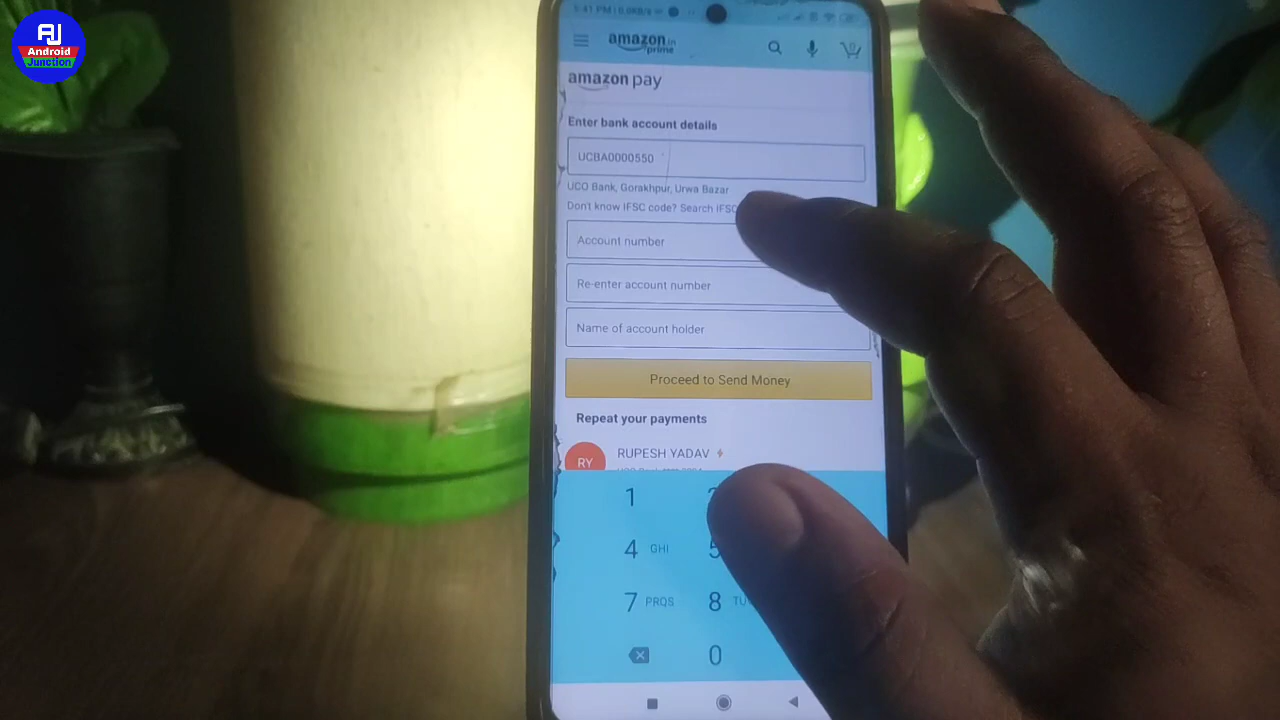 AJ
Android
Junction
amazon.in
prime
amazon pay
Enter bank account details
UCBA0000550
UCO Bank, Gorakhpur, Urwa Bazar
Don't know IFSC code? Search IFSC
Account number
Re-enter account number
Name of account holder
Proceed to Send Money
Repeat your payments
RY
RUPESH YADAV
1
4 GHI 5
7 PRQS 8
0